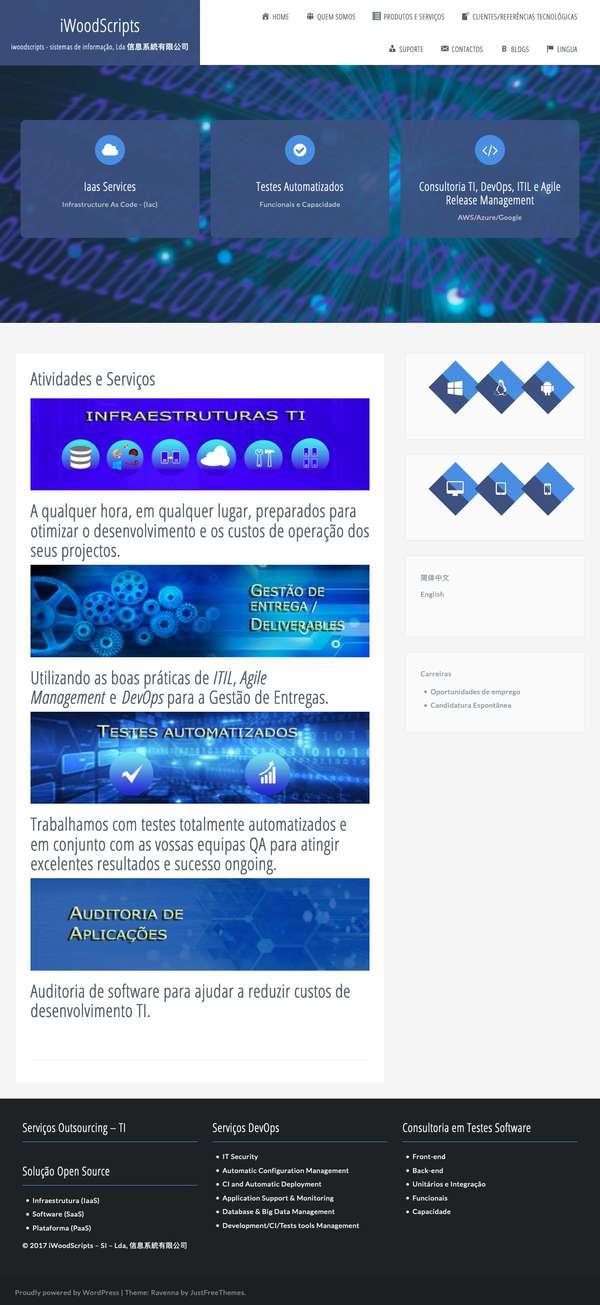 iWoodScripts
iwoodscripts - sistemas de informação, Lda 信息系統有限公司
HOME
QUEM SOMOS
PRODUTOS E SERVIÇOS
CLIENTES/REFERÊNCIAS TECNOLÓGICAS
SUPORTE
CONTACTOS
BLOGS
LINGUA
Iaas Services
Infrastructure As Code - (Iac)
Testes Automatizados
Funcionais e Capacidade
Consultoria TI, DevOps, ITIL e Agile
Release Management
AWS/Azure/Google
Atividades e Serviços
INFRAESTRUTURAS TI
A qualquer hora, em qualquer lugar, preparados para
otimizar o desenvolvimento e os custos de operação dos
seus projectos.
GESTÃO DE
ENTREGA /
DELIVERABLES
Utilizando as boas práticas de ITIL, Agile
Management e DevOps para a Gestão de Entregas.
TESTES AUTOMATIZADOS
Trabalhamos com testes totalmente automatizados e
em conjunto com as vossas equipas QA para atingir
excelentes resultados e sucesso ongoing.
AUDITORIA DE
APLICAÇÕES
Auditoria de software para ajudar a reduzir custos de
desenvolvimento TI.
简体中文
English
Carreiras
Oportunidades de emprego
Candidatura Espontânea
Serviços Outsourcing – TI
Solução Open Source
Infrastrutura (IaaS)
Software (SaaS)
Plataforma (PaaS)
© 2017 iWoodScripts – SI – Lda, 信息系統有限公司
Serviços DevOps
IT Security
Automatic Configuration Management
CI and Automatic Deployment
Application Support & Monitoring
Database & Big Data Management
Development/CI/Tests tools Management
Consultoria em Testes Software
Front-end
Back-end
Unitários e Integração
Funcionais
Capacidade
Proudly powered by WordPress | Theme: Ravenna by JustFreeThemes.